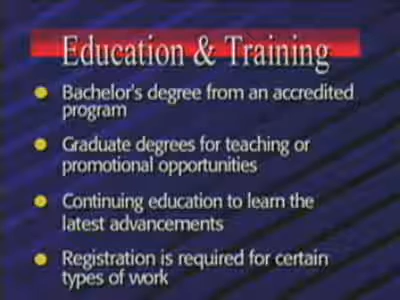 Education & Training
Bachelor's degree from an accredited
program
Graduate degrees for teaching or
promotional opportunities
Continuing education to learn the
latest advancements
Registration is required for certain
types of work